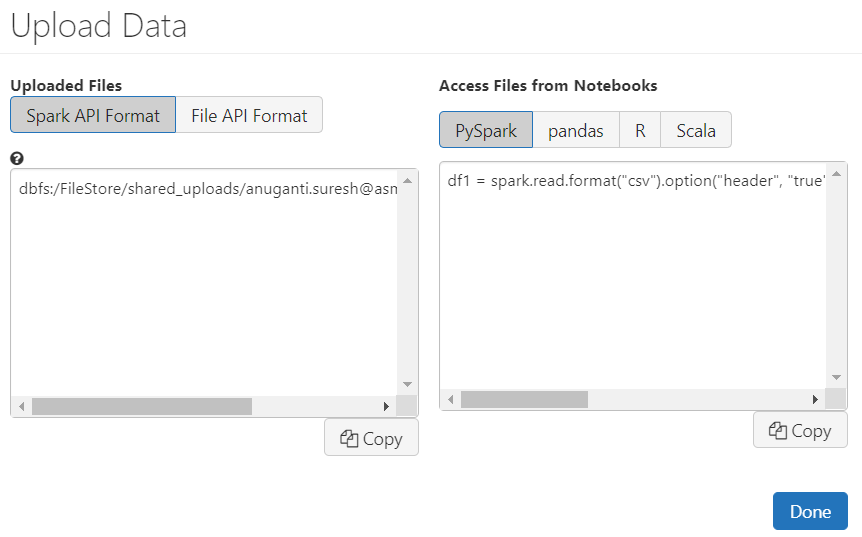 Upload Data
Uploaded Files
Spark API Format
File API Format
dbfs:/FileStore/shared_uploads/anuganti.suresh@asm
Copy
Access Files from Notebooks
PySpark
pandas
R
Scala
df1 = spark.read.format("csv").option("header", "true"
Copy
Done